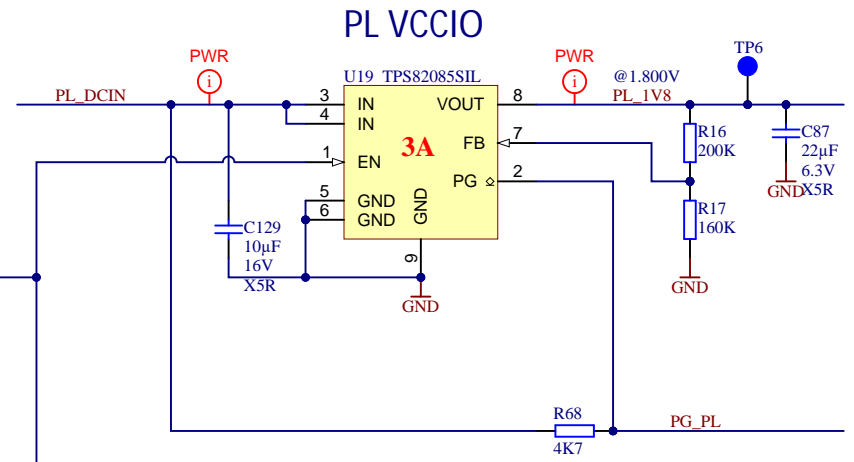 PL VCCIO
PWR
PWR
TP6
U19 TPS82085SIL
@1.800V
PL_DCIN
PL_1V8
3
IN
VOUT
8
4
IN
3A
FB
7
R16
200K
C87
22µF
6.3V
X5R
GND
1
EN
PG
2
5
GND
6
GND
GND
9
R17
160K
C129
10µF
16V
X5R
GND
GND
R68
4K7
PG_PL